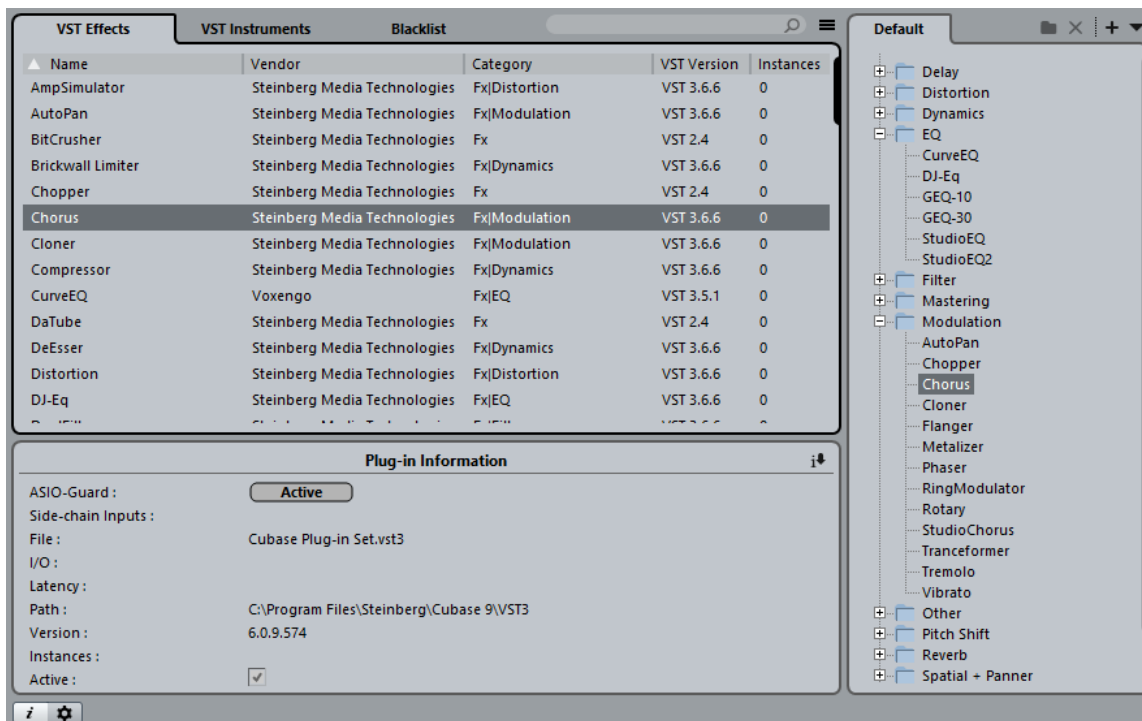 VST Effects VST Instruments Blacklist
Name Vendor Category VST Version Instances
AmpSimulator Steinberg Media Technologies Fx|Distortion VST 3.6.6 0
AutoPan Steinberg Media Technologies Fx|Modulation VST 3.6.6 0
BitCrusher Steinberg Media Technologies Fx VST 2.4 0
Brickwall Limiter Steinberg Media Technologies Fx|Dynamics VST 3.6.6 0
Chopper Steinberg Media Technologies Fx VST 2.4 0
Chorus Steinberg Media Technologies Fx|Modulation VST 3.6.6 0
Cloner Steinberg Media Technologies Fx|Modulation VST 3.6.6 0
Compressor Steinberg Media Technologies Fx|Dynamics VST 3.6.6 0
CurveEQ Voxengo Fx|EQ VST 3.5.1 0
DaTube Steinberg Media Technologies Fx VST 2.4 0
DeEsser Steinberg Media Technologies Fx|Dynamics VST 3.6.6 0
Distortion Steinberg Media Technologies Fx|Distortion VST 3.6.6 0
DJ-Eq Steinberg Media Technologies Fx|EQ VST 3.6.6 0
Plug-in Information
ASIO-Guard : Active
Side-chain Inputs :
File : Cubase Plug-in Set.vst3
I/O :
Latency :
Path : C:\Program Files\Steinberg\Cubase 9\VST3
Version : 6.0.9.574
Instances :
Active :
Default
Delay
Distortion
Dynamics
EQ
CurveEQ
DJ-Eq
GEQ-10
GEQ-30
StudioEQ
StudioEQ2
Filter
Mastering
Modulation
AutoPan
Chopper
Chorus
Cloner
Flanger
Metalizer
Phaser
RingModulator
Rotary
StudioChorus
Tranceformer
Tremolo
Vibrato
Other
Pitch Shift
Reverb
Spatial + Panner